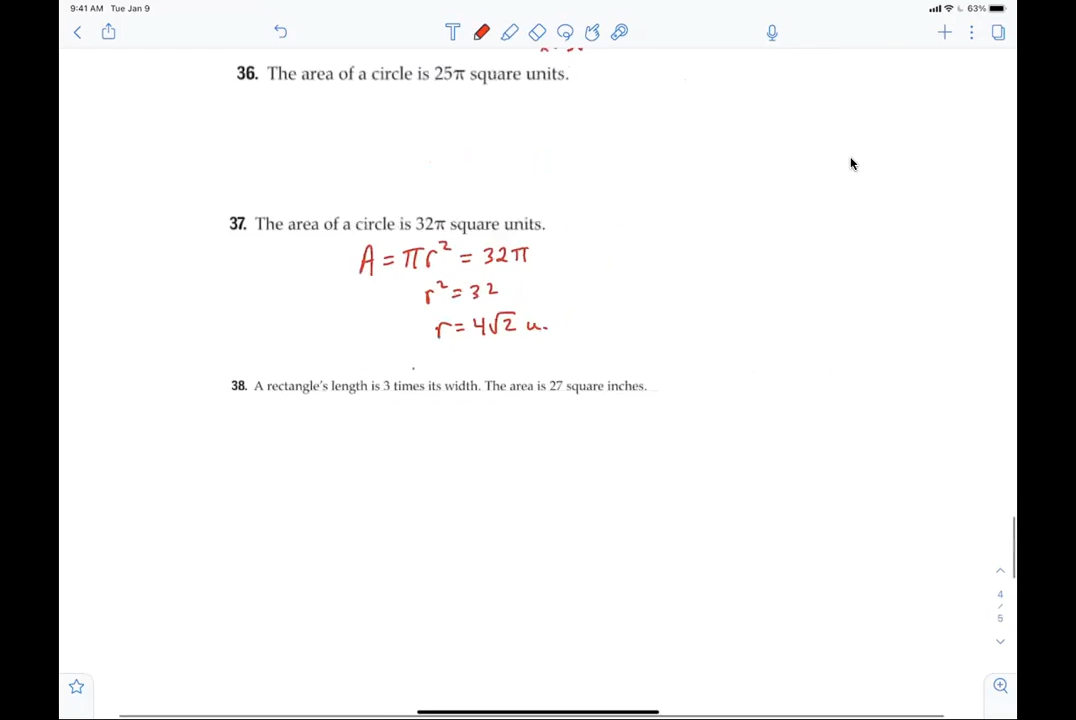 9:41 AM Tue Jan 9
63%
T
36. The area of a circle is 25π square units.
37. The area of a circle is 32π square units.
A = πr² = 32π
r² = 32
r = 4√2 u.
38. A rectangle's length is 3 times its width. The area is 27 square inches.
4
/
5